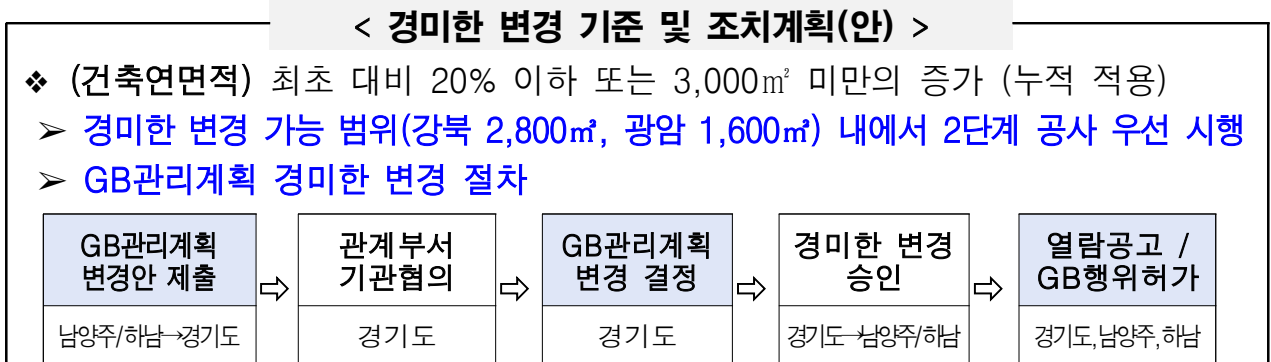 < 경미한 변경 기준 및 조치계획(안) >
❖ (건축연면적) 최초 대비 20% 이하 또는 3,000㎡ 미만의 증가 (누적 적용)
➢ 경미한 변경 가능 범위(강북 2,800㎡, 광암 1,600㎡) 내에서 2단계 공사 우선 시행
➢ GB관리계획 경미한 변경 절차
GB관리계획
변경안 제출
남양주/하남→경기도
⇨
관계부서
기관협의
경기도
⇨
GB관리계획
변경 결정
경기도
⇨
경미한 변경
승인
경기도→남양주/하남
⇨
열람공고 /
GB행위허가
경기도,남양주,하남